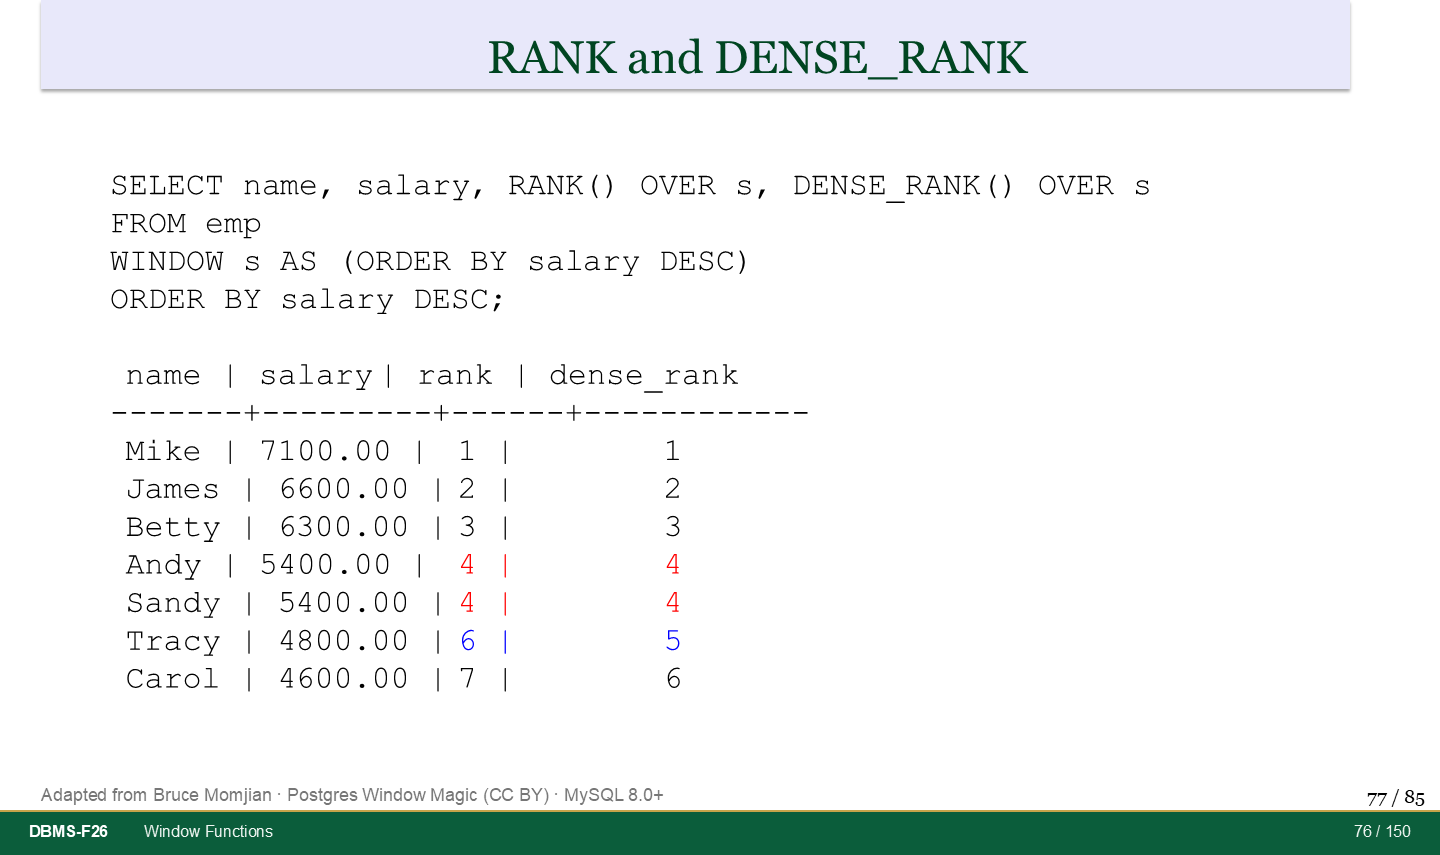 RANK and DENSE_RANK
SELECT name, salary, RANK() OVER s, DENSE_RANK() OVER s
FROM emp
WINDOW s AS (ORDER BY salary DESC)
ORDER BY salary DESC;
name | salary | rank | dense_rank
-------+---------+------+------------
Mike | 7100.00 | 1 | 1
James | 6600.00 | 2 | 2
Betty | 6300.00 | 3 | 3
Andy | 5400.00 | 4 | 4
Sandy | 5400.00 | 4 | 4
Tracy | 4800.00 | 6 | 5
Carol | 4600.00 | 7 | 6
Adapted from Bruce Momjian · Postgres Window Magic (CC BY) · MySQL 8.0+
77 / 85
DBMS-F26 Window Functions 76 / 150